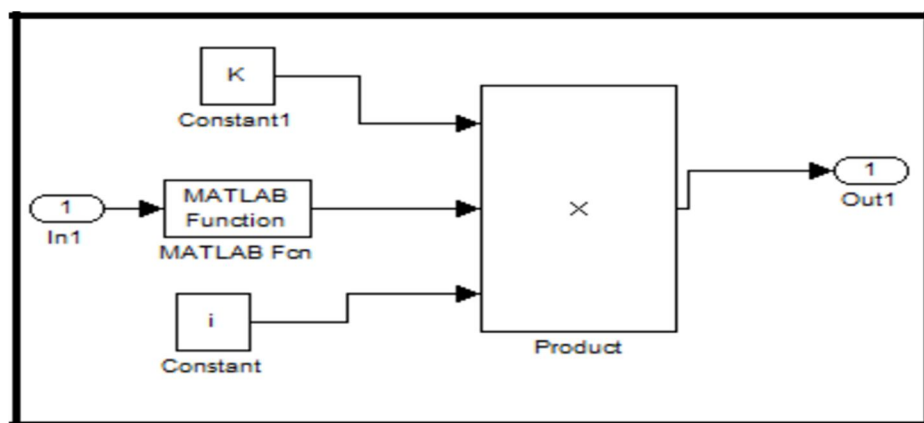 K
Constant1
1
In1
MATLAB
Function
MATLAB Fcn
i
Constant
×
Product
1
Out1